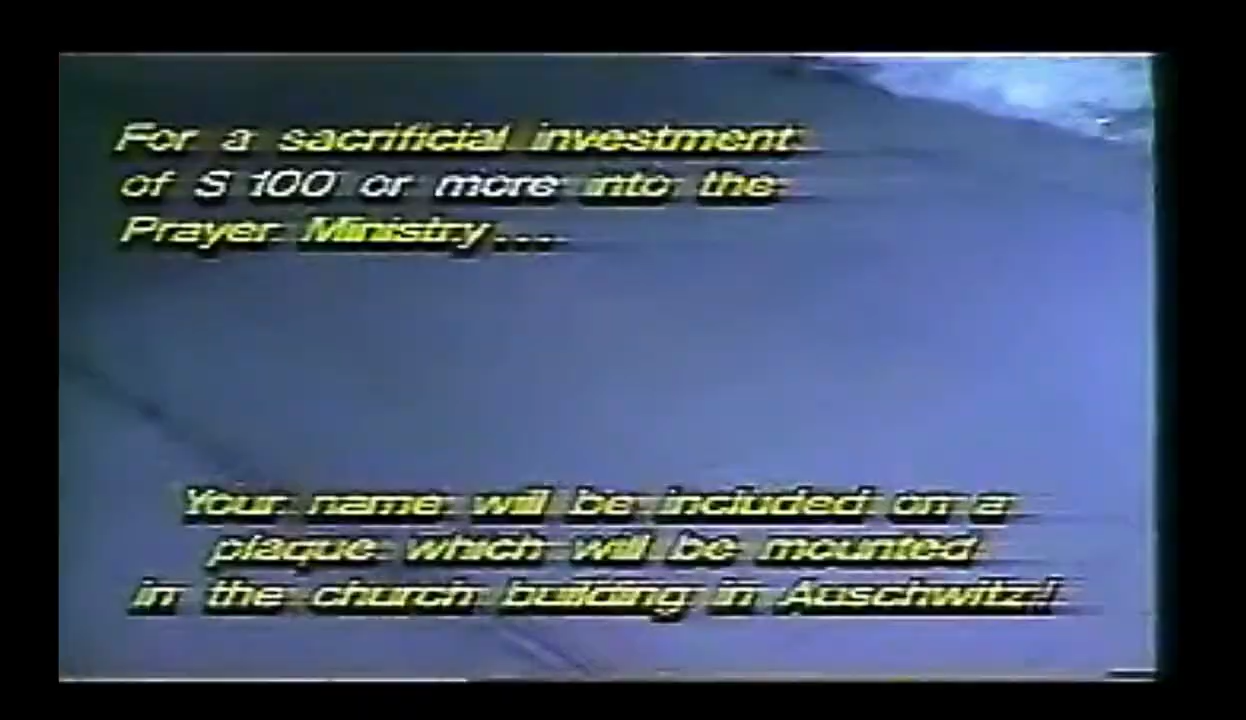 For a sacrificial investment
of $100 or more into the
Prayer Ministry...
Your name will be included on a
plaque which will be mounted
in the church building in Auschwitz!